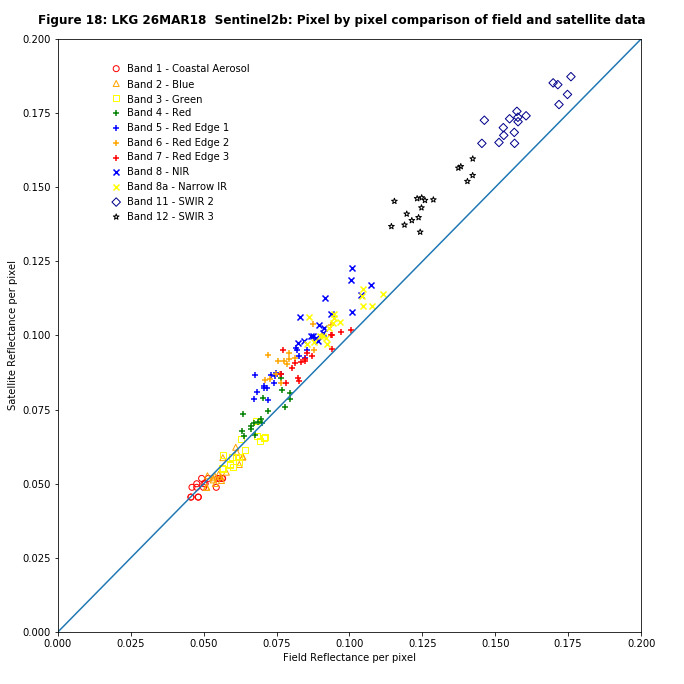 Figure 18: LKG 26MAR18  Sentinel2b: Pixel by pixel comparison of field and satellite data
0.200
Band 1 - Coastal Aerosol
Band 2 - Blue
Band 3 - Green
Band 4 - Red
Band 5 - Red Edge 1
Band 6 - Red Edge 2
Band 7 - Red Edge 3
Band 8 - NIR
Band 8a - Narrow IR
Band 11 - SWIR 2
Band 12 - SWIR 3
0.175
0.150
0.125
0.100
0.075
0.050
0.025
0.000
Satellite Reflectance per pixel
0.000 0.025 0.050 0.075 0.100 0.125 0.150 0.175 0.200
Field Reflectance per pixel